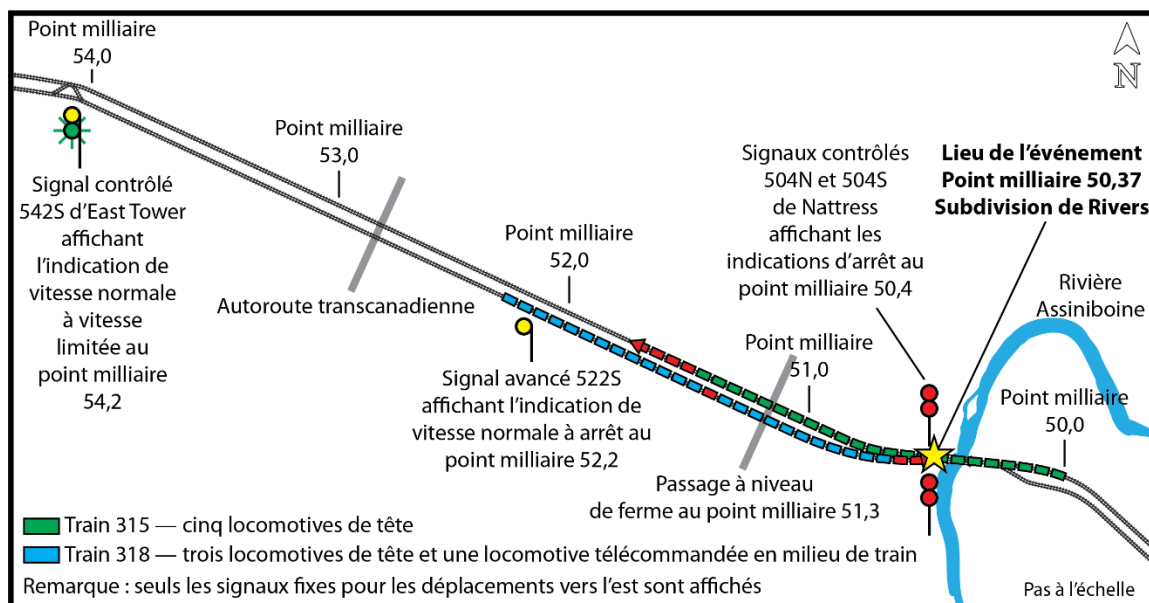 Point milliaire
54,0
Signal contrôlé
542S d’East Tower
affichant
l’indication de
vitesse normale
à vitesse
limitée au
point milliaire
54,2
Point milliaire
53,0
Autoroute transcanadienne
Point milliaire
52,0
Signal avancé 522S
affichant l’indication de
vitesse normale à arrêt au
point milliaire 52,2
Point milliaire
51,0
Passage à niveau
de ferme au point milliaire 51,3
Signaux contrôlés
504N et 504S
de Nattress
affichant les
indications d’arrêt au
point milliaire 50,4
Lieu de l’événement
Point milliaire 50,37
Subdivision de Rivers
Rivière
Assiniboine
Point milliaire
50,0
N
Train 315 — cinq locomotives de tête
Train 318 — trois locomotives de tête et une locomotive télécommandée en milieu de train
Remarque : seuls les signaux fixes pour les déplacements vers l’est sont affichés
Pas à l’échelle